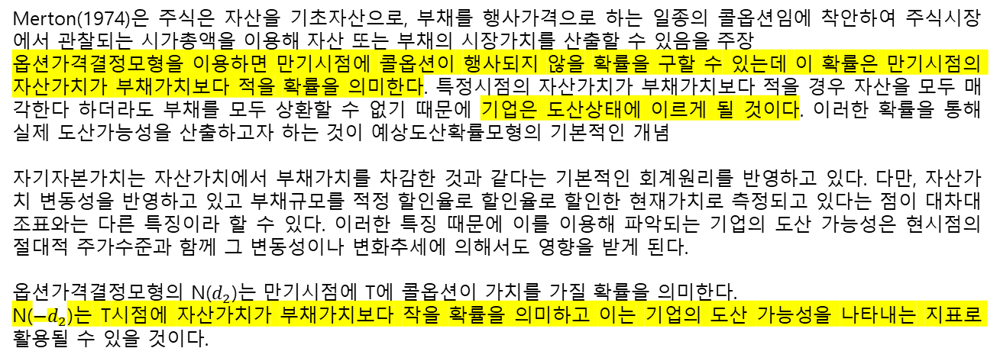 Merton(1974)은 주식은 자산을 기초자산으로, 부채를 행사가격으로 하는 일종의 콜옵션임에 착안하여 주식시장
에서 관찰되는 시가총액을 이용해 자산 또는 부채의 시장가치를 산출할 수 있음을 주장
옵션가격결정모형을 이용하면 만기시점에 콜옵션이 행사되지 않을 확률을 구할 수 있는데 이 확률은 만기시점의
자산가치가 부채가치보다 적을 확률을 의미한다. 특정시점의 자산가치가 부채가치보다 적을 경우 자산을 모두 매
각한다 하더라도 부채를 모두 상환할 수 없기 때문에 기업은 도산상태에 이르게 될 것이다. 이러한 확률을 통해
실제 도산가능성을 산출하고자 하는 것이 예상도산확률모형의 기본적인 개념
자기자본가치는 자산가치에서 부채가치를 차감한 것과 같다는 기본적인 회계원리를 반영하고 있다. 다만, 자산가
치 변동성을 반영하고 있고 부채규모를 적정 할인율로 할인율로 할인한 현재가치로 측정되고 있다는 점이 대차대
조표와는 다른 특징이라 할 수 있다. 이러한 특징 때문에 이를 이용해 파악되는 기업의 도산 가능성은 현시점의
절대적 주가수준과 함께 그 변동성이나 변화추세에 의해서도 영향을 받게 된다.
옵션가격결정모형의 N(𝑑₂)는 만기시점에 T에 콜옵션이 가치를 가질 확률을 의미한다.
N(−𝑑₂)는 T시점에 자산가치가 부채가치보다 작을 확률을 의미하고 이는 기업의 도산 가능성을 나타내는 지표로
활용될 수 있을 것이다.